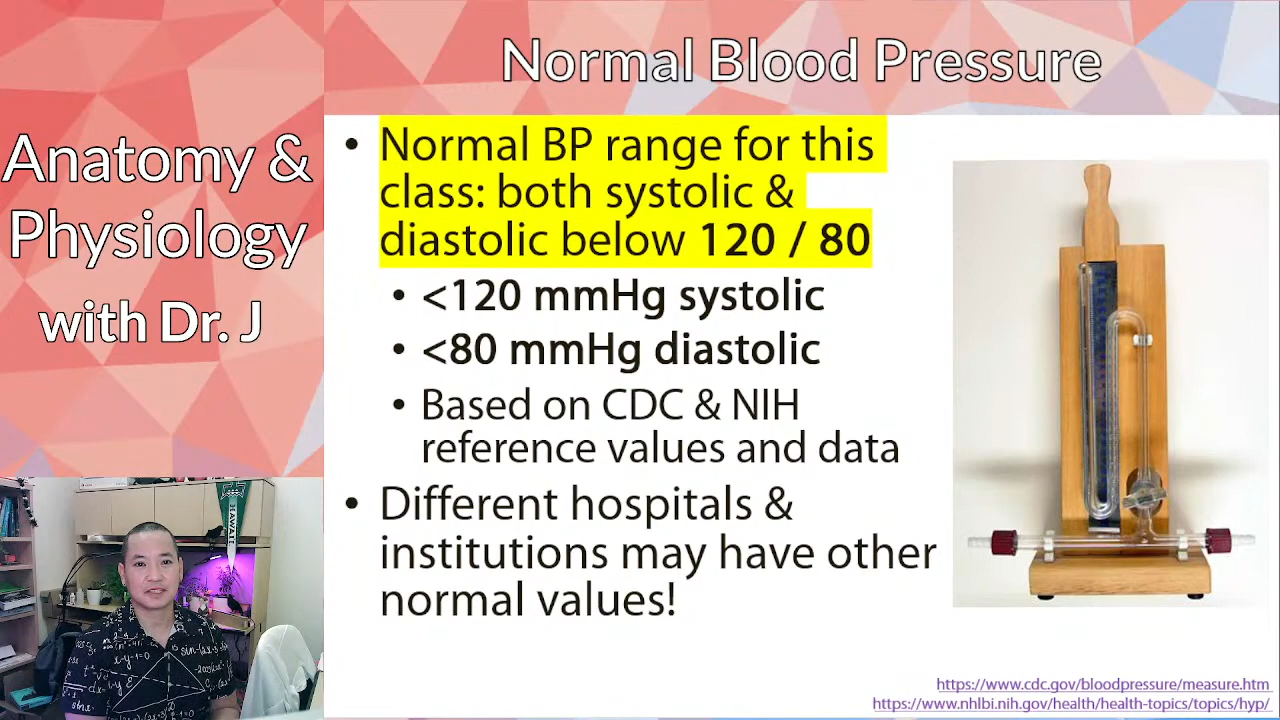 Normal Blood Pressure
Anatomy &
Physiology
with Dr. J
• Normal BP range for this
class: both systolic &
diastolic below 120 / 80
• <120 mmHg systolic
• <80 mmHg diastolic
• Based on CDC & NIH
reference values and data
• Different hospitals &
institutions may have other
normal values!
https://www.cdc.gov/bloodpressure/measure.htm
https://www.nhlbi.nih.gov/health/health-topics/topics/hyp/
HAWAII